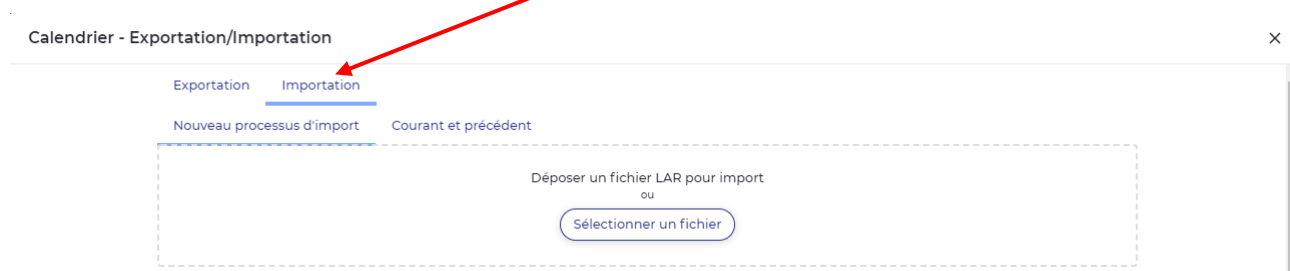 Calendrier - Exportation/Importation
Exportation Importation
Nouveau processus d'import Courant et précédent
Déposer un fichier LAR pour import
ou
Sélectionner un fichier